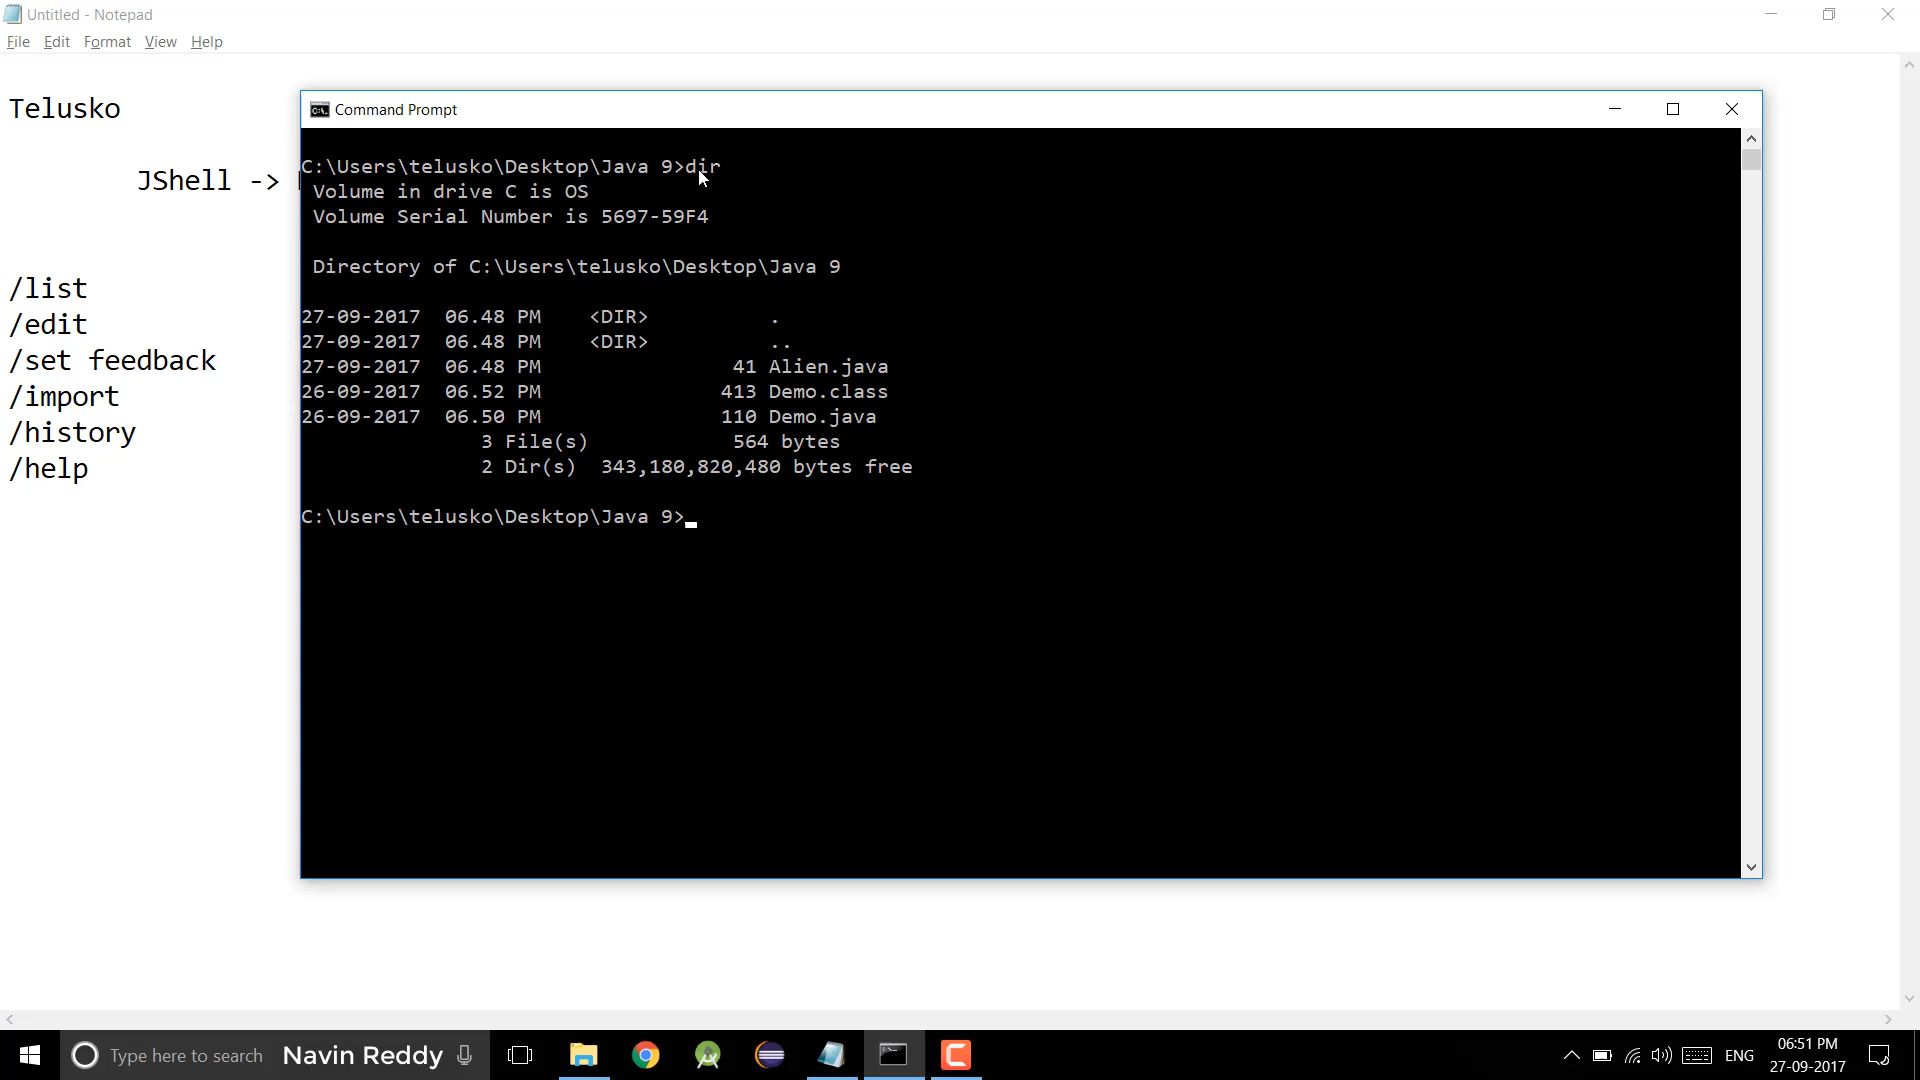 Untitled - Notepad
File Edit Format View Help
Telusko
JShell ->
/list
/edit
/set feedback
/import
/history
/help
Command Prompt
C:\Users\telusko\Desktop\Java 9>dir
Volume in drive C is OS
Volume Serial Number is 5697-59F4
Directory of C:\Users\telusko\Desktop\Java 9
27-09-2017 06.48 PM <DIR> .
27-09-2017 06.48 PM <DIR> ..
27-09-2017 06.48 PM 41 Alien.java
26-09-2017 06.52 PM 413 Demo.class
26-09-2017 06.50 PM 110 Demo.java
3 File(s) 564 bytes
2 Dir(s) 343,180,820,480 bytes free
C:\Users\telusko\Desktop\Java 9>
Type here to search Navin Reddy
ENG
06:51 PM
27-09-2017